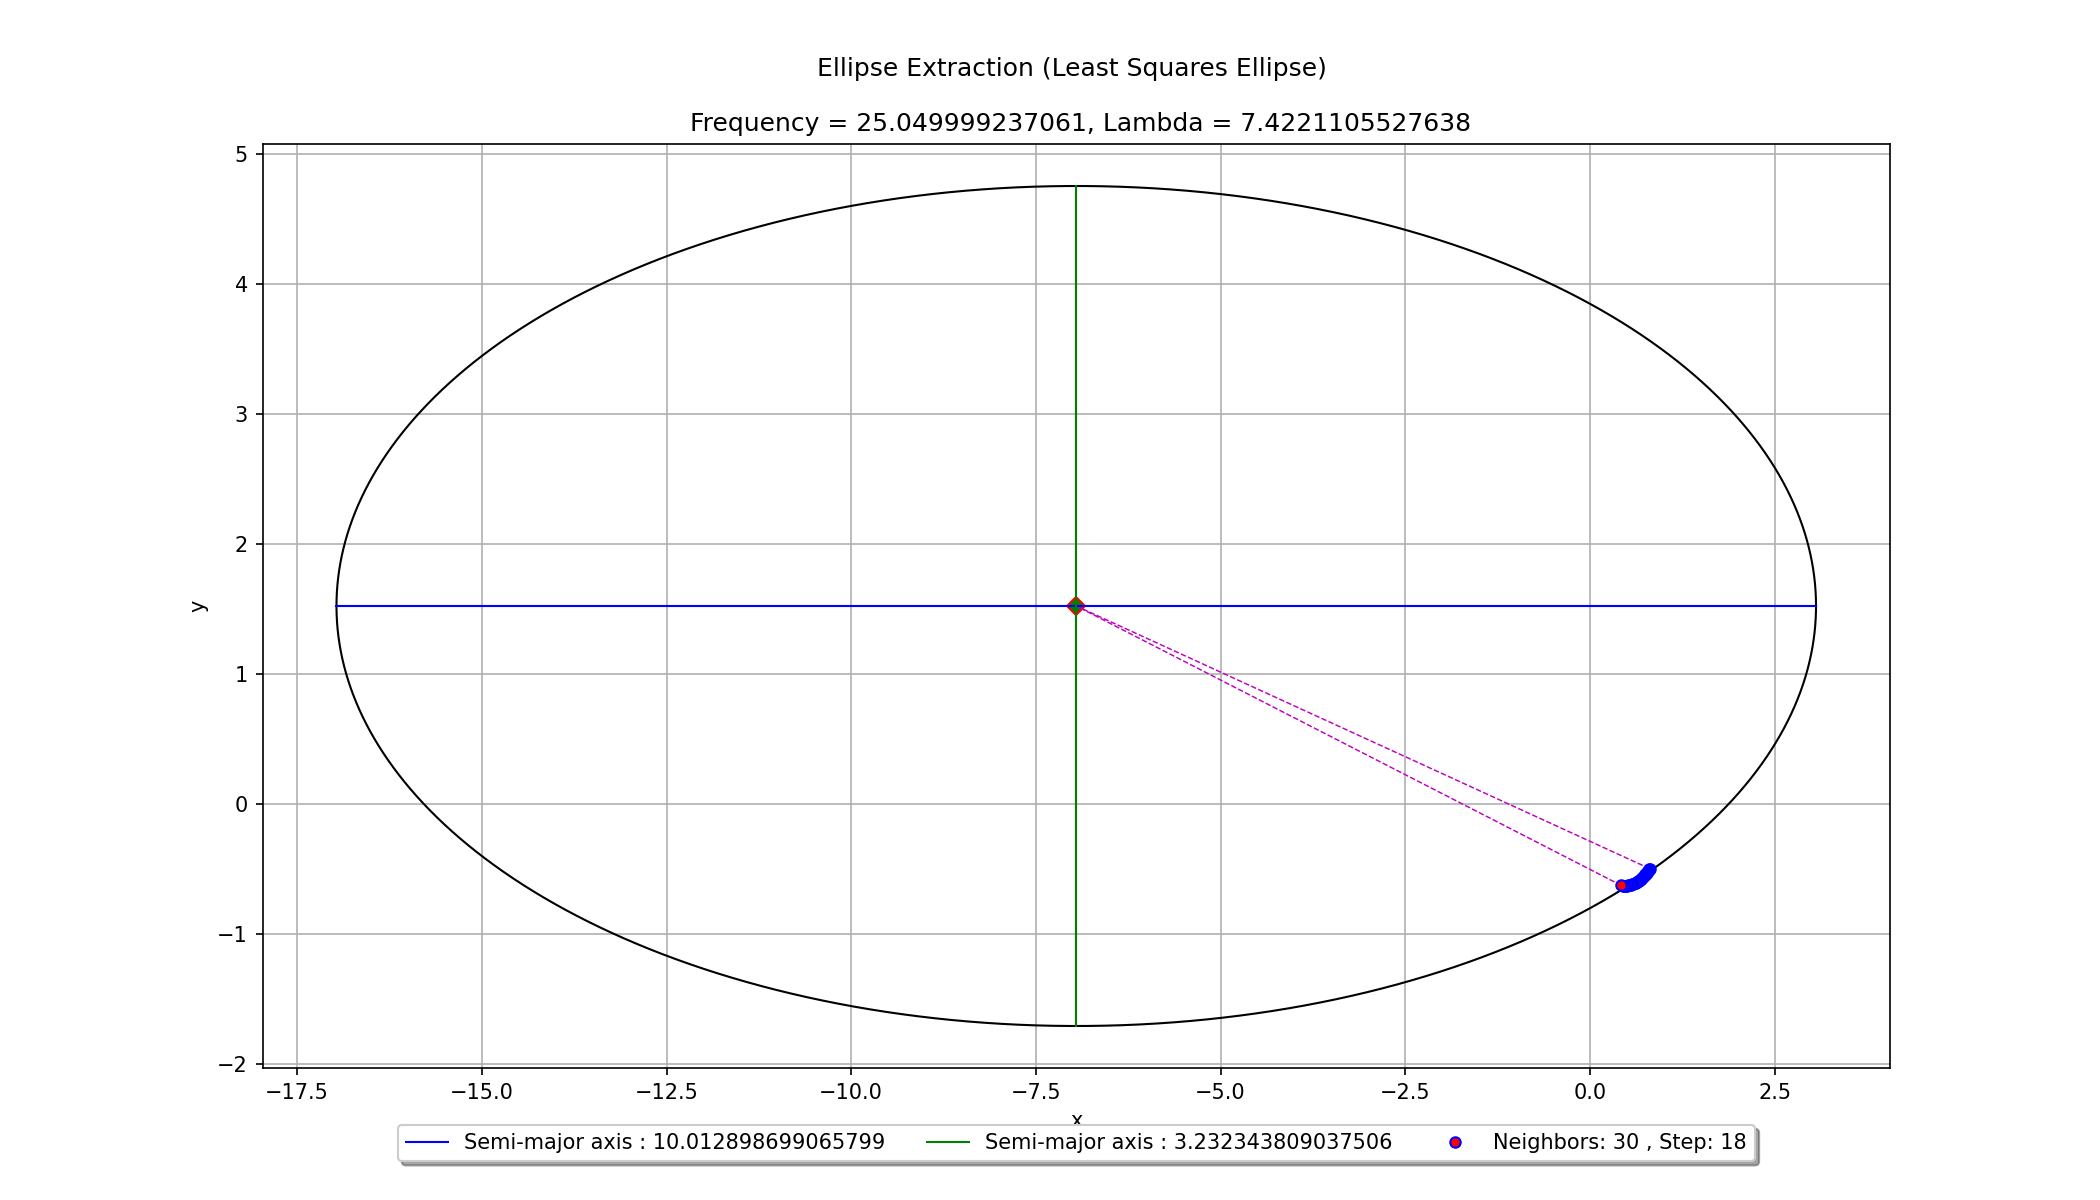 Ellipse Extraction (Least Squares Ellipse)
Frequency = 25.049999237061, Lambda = 7.4221105527638
5
4
3
2
1
0
−1
−2
y
−17.5 −15.0 −12.5 −10.0 −7.5 −5.0 −2.5 0.0 2.5
x
Semi-major axis : 10.012898699065799 Semi-major axis : 3.232343809037506 Neighbors: 30 , Step: 18